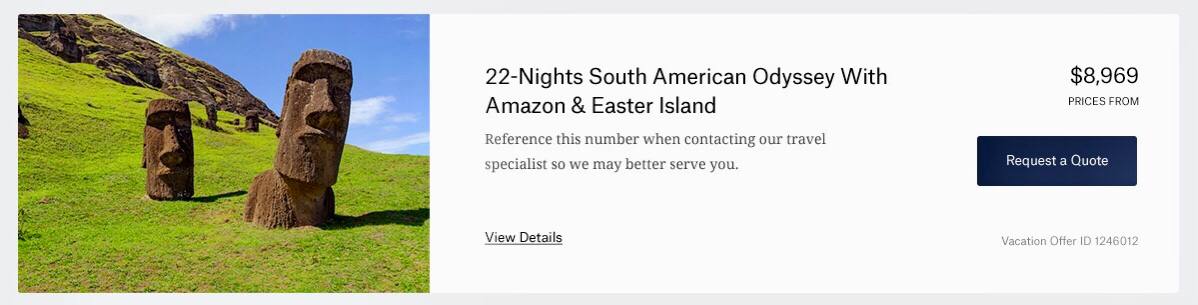 22-Nights South American Odyssey With
Amazon & Easter Island
Reference this number when contacting our travel
specialist so we may better serve you.
View Details
$8,969
PRICES FROM
Request a Quote
Vacation Offer ID 1246012